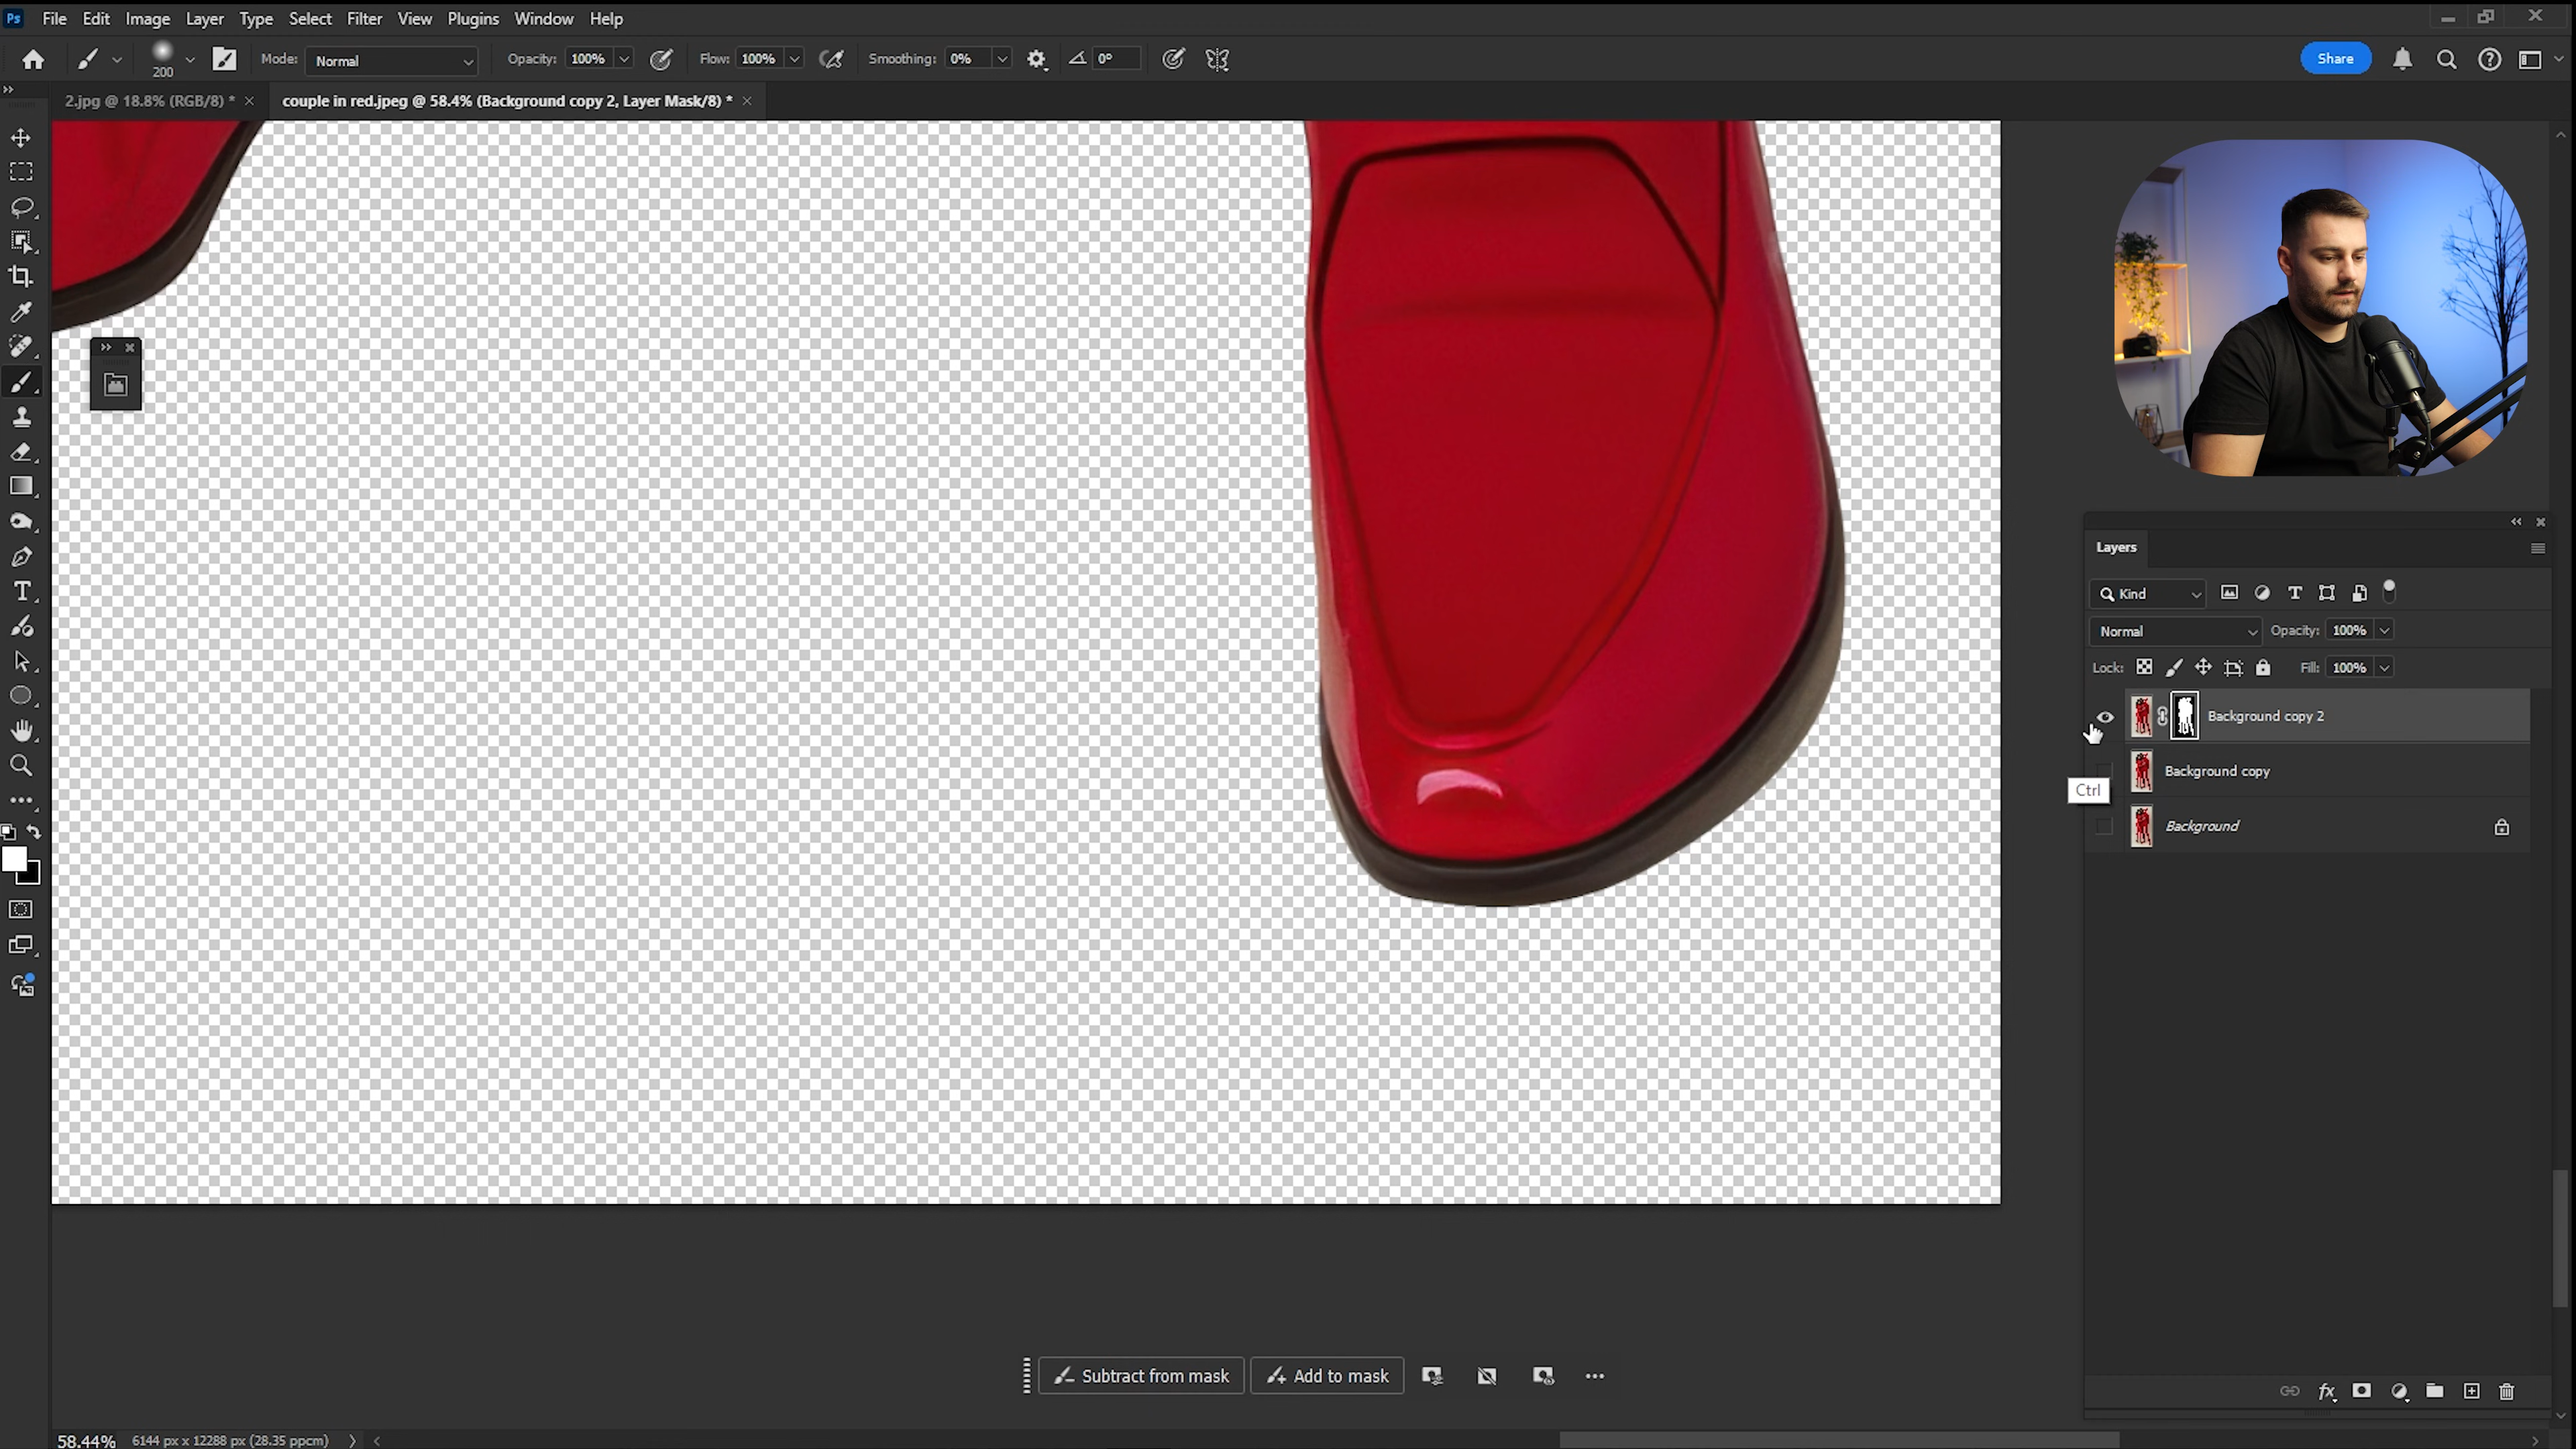 Ps File Edit Image Layer Type Select Filter View Plugins Window Help
200 Mode: Normal Opacity: 100% Flow: 100% Smoothing: 0% 0° Share
2.jpg @ 18.8% (RGB/8) * couple in red.jpeg @ 58.4% (Background copy 2, Layer Mask/8) *
Layers
Kind
Normal Opacity: 100%
Lock: Fill: 100%
Background copy 2
Background copy
Ctrl
Background
Subtract from mask Add to mask
58.44% 6144 px x 12288 px (28.35 ppcm)